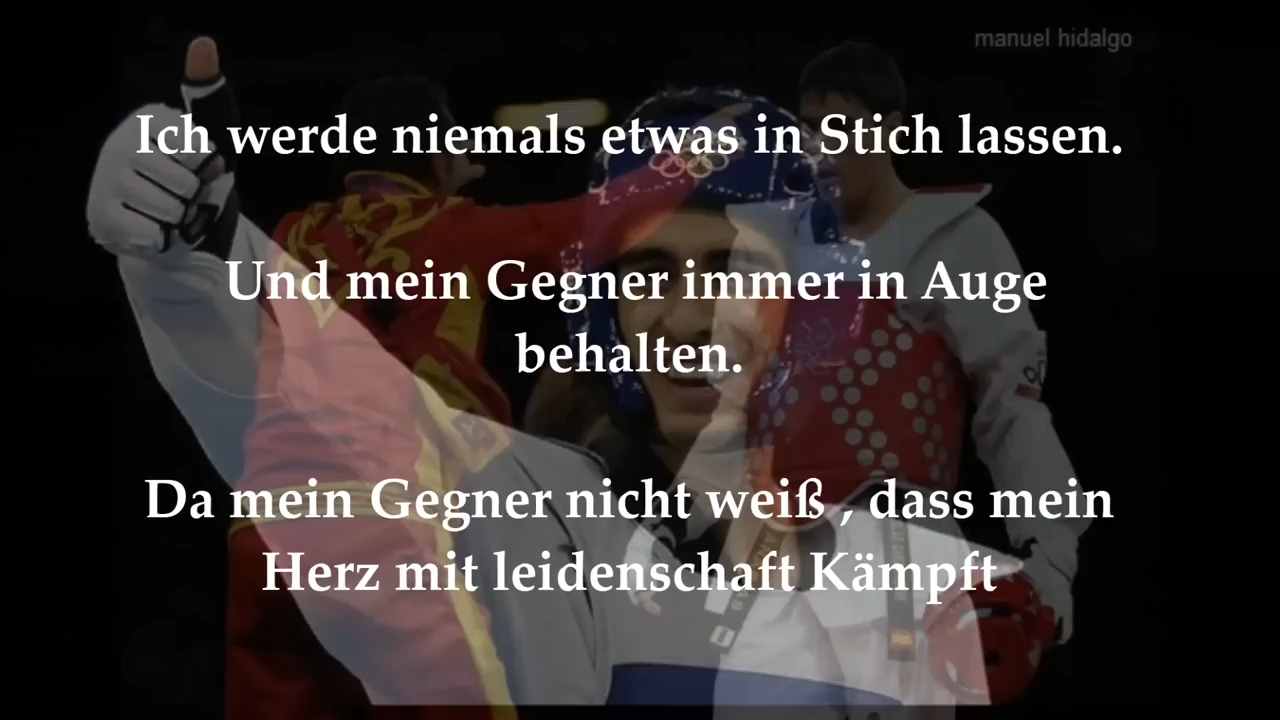 manuel hidalgo
Ich werde niemals etwas in Stich lassen.
Und mein Gegner immer in Auge
behalten.
Da mein Gegner nicht weiß , dass mein
Herz mit leidenschaft Kämpft